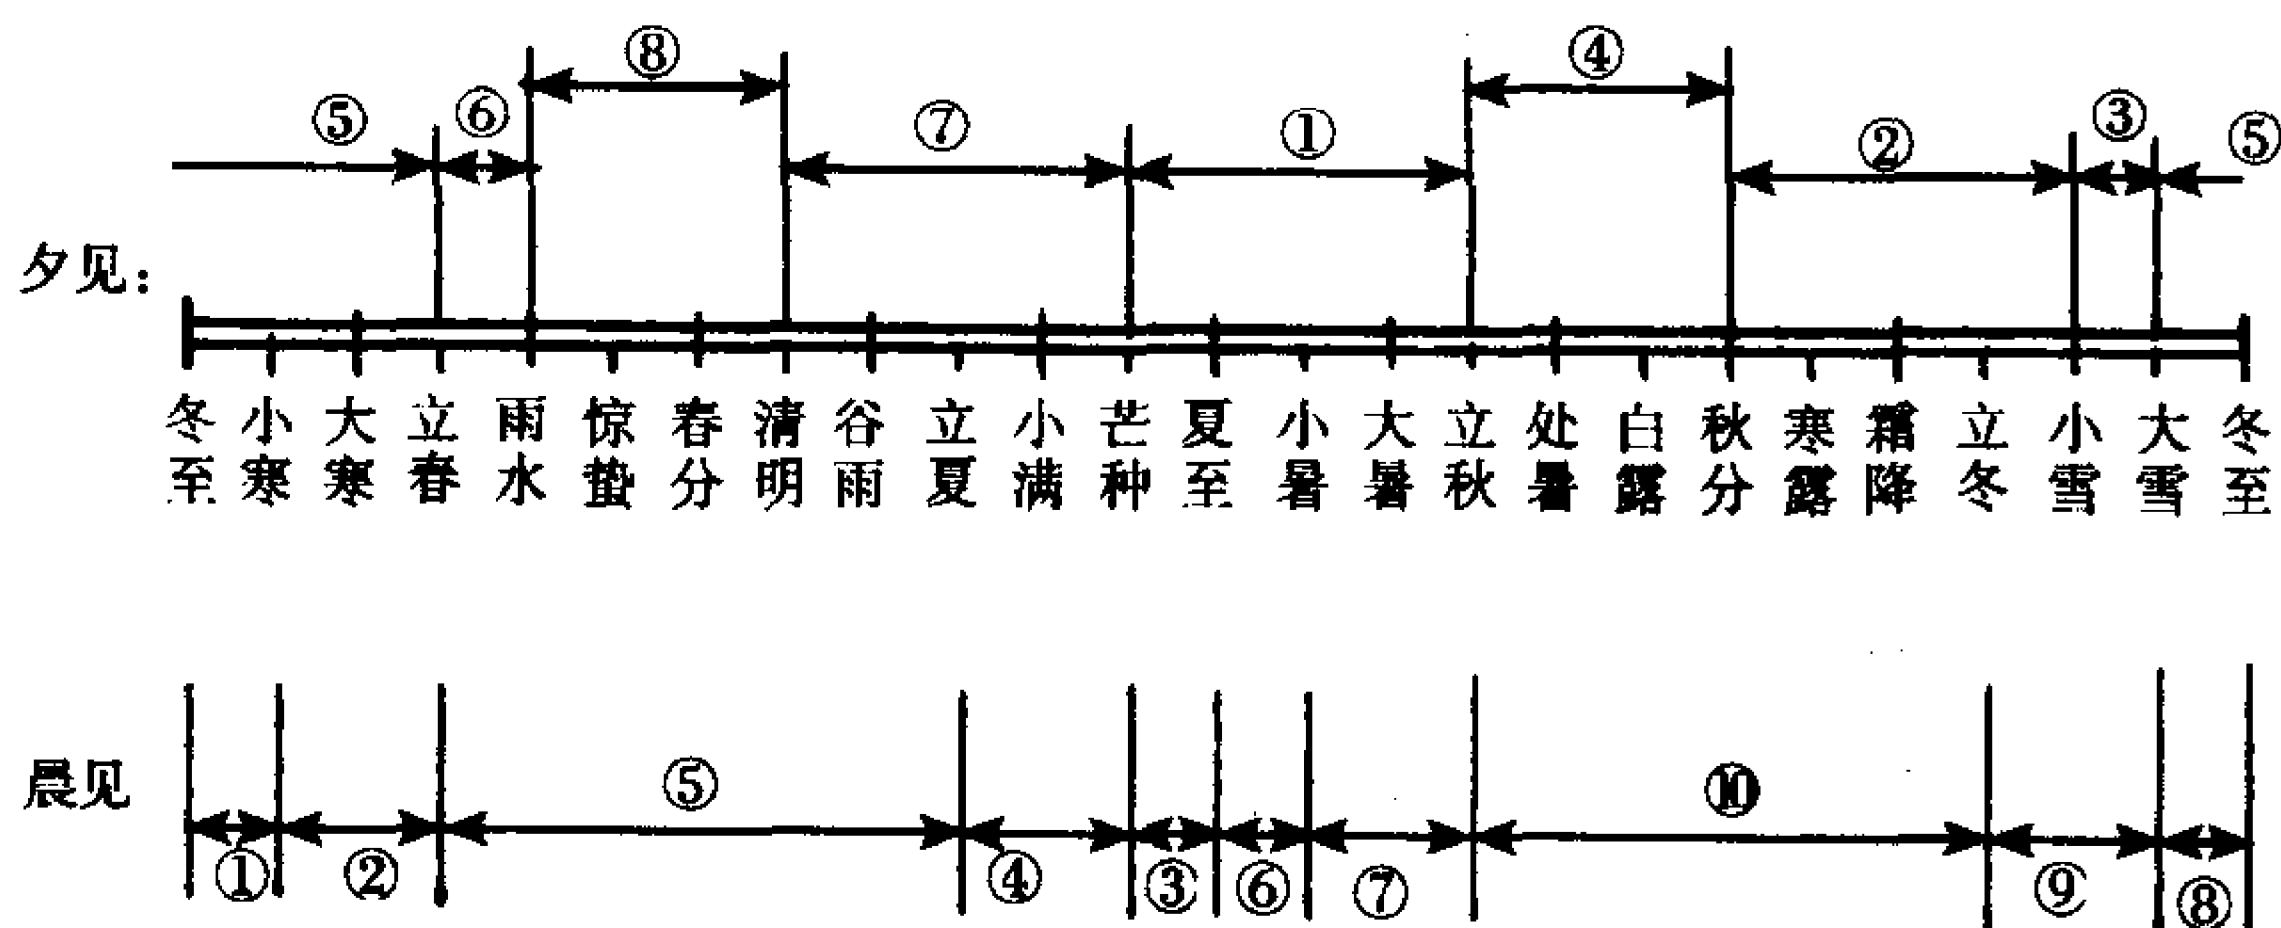 ⑧ ④
⑤ ⑥ ⑦ ① ② ③ ⑤
夕见：
冬至 小寒 大寒 立春 雨水 惊蛰 春分 清明 谷雨 立夏 小满 芒种 夏至 小暑 大暑 立秋 处暑 白露 秋分 寒露 霜降 立冬 小雪 大雪 冬至
晨见
⑤ ⑩
① ② ④ ③ ⑥ ⑦ ⑨ ⑧